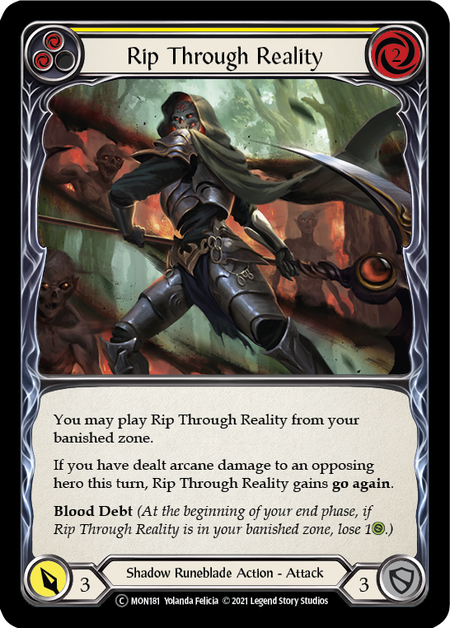 Rip Through Reality
2
You may play Rip Through Reality from your
banished zone.
If you have dealt arcane damage to an opposing
hero this turn, Rip Through Reality gains go again.
Blood Debt (At the beginning of your end phase, if
Rip Through Reality is in your banished zone, lose 1.)
3
Shadow Runeblade Action - Attack
3
C MON181 Yolanda Felicia © 2021 Legend Story Studios